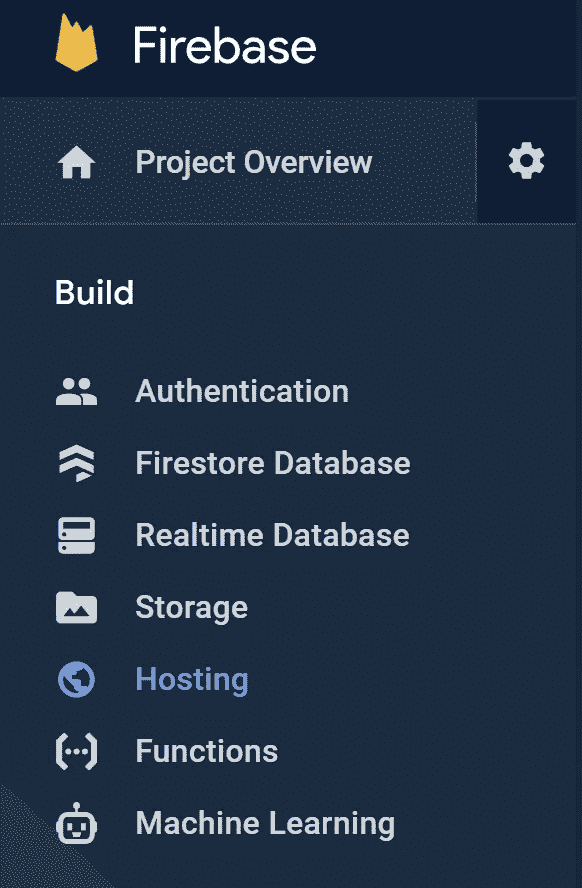 Firebase
Project Overview
Build
Authentication
Firestore Database
Realtime Database
Storage
Hosting
Functions
Machine Learning